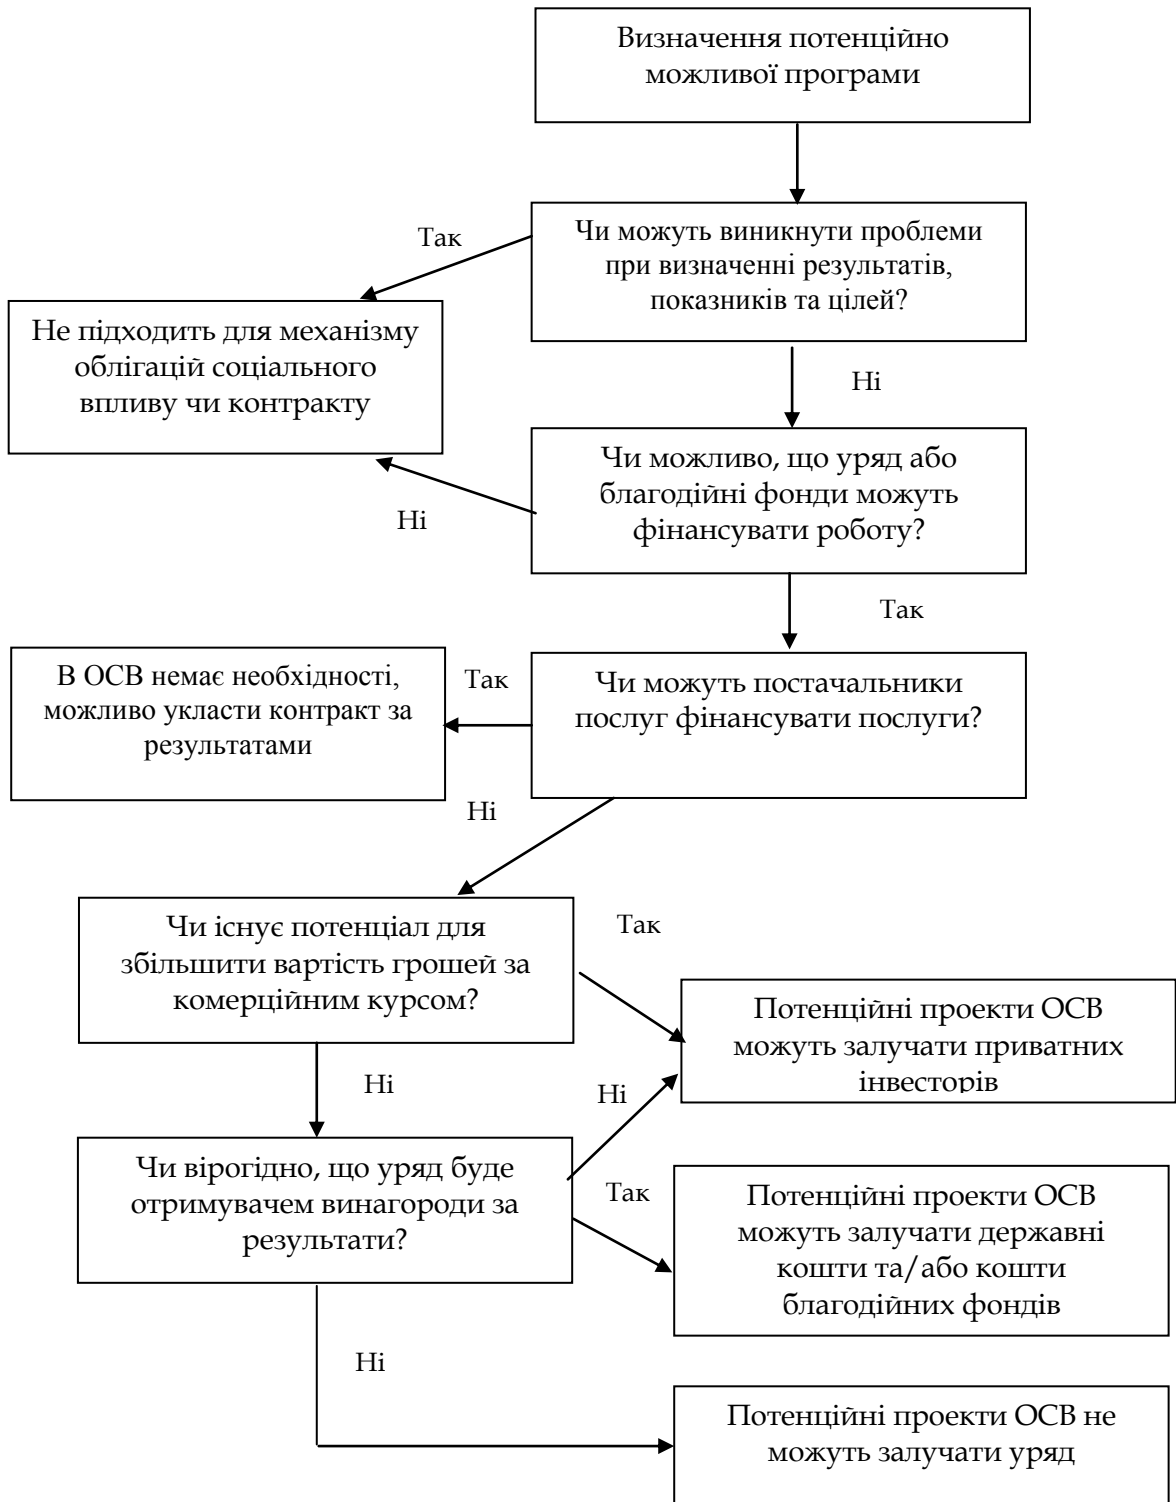 Визначення потенційно
можливої програми
Так
Чи можуть виникнути проблеми
при визначенні результатів,
показників та цілей?
Не підходить для механізму
облігацій соціального
впливу чи контракту
Ні
Чи можливо, що уряд або
благодійні фонди можуть
фінансувати роботу?
Ні
Так
В ОСВ немає необхідності,
можливо укласти контракт за
результатами
Так
Чи можуть постачальники
послуг фінансувати послуги?
Ні
Чи існує потенціал для
збільшити вартість грошей за
комерційним курсом?
Так
Потенційні проекти ОСВ
можуть залучати приватних
інвесторів
Ні
Ні
Чи вірогідно, що уряд буде
отримувачем винагороди за
результати?
Так
Потенційні проекти ОСВ
можуть залучати державні
кошти та/або кошти
благодійних фондів
Ні
Потенційні проекти ОСВ не
можуть залучати уряд